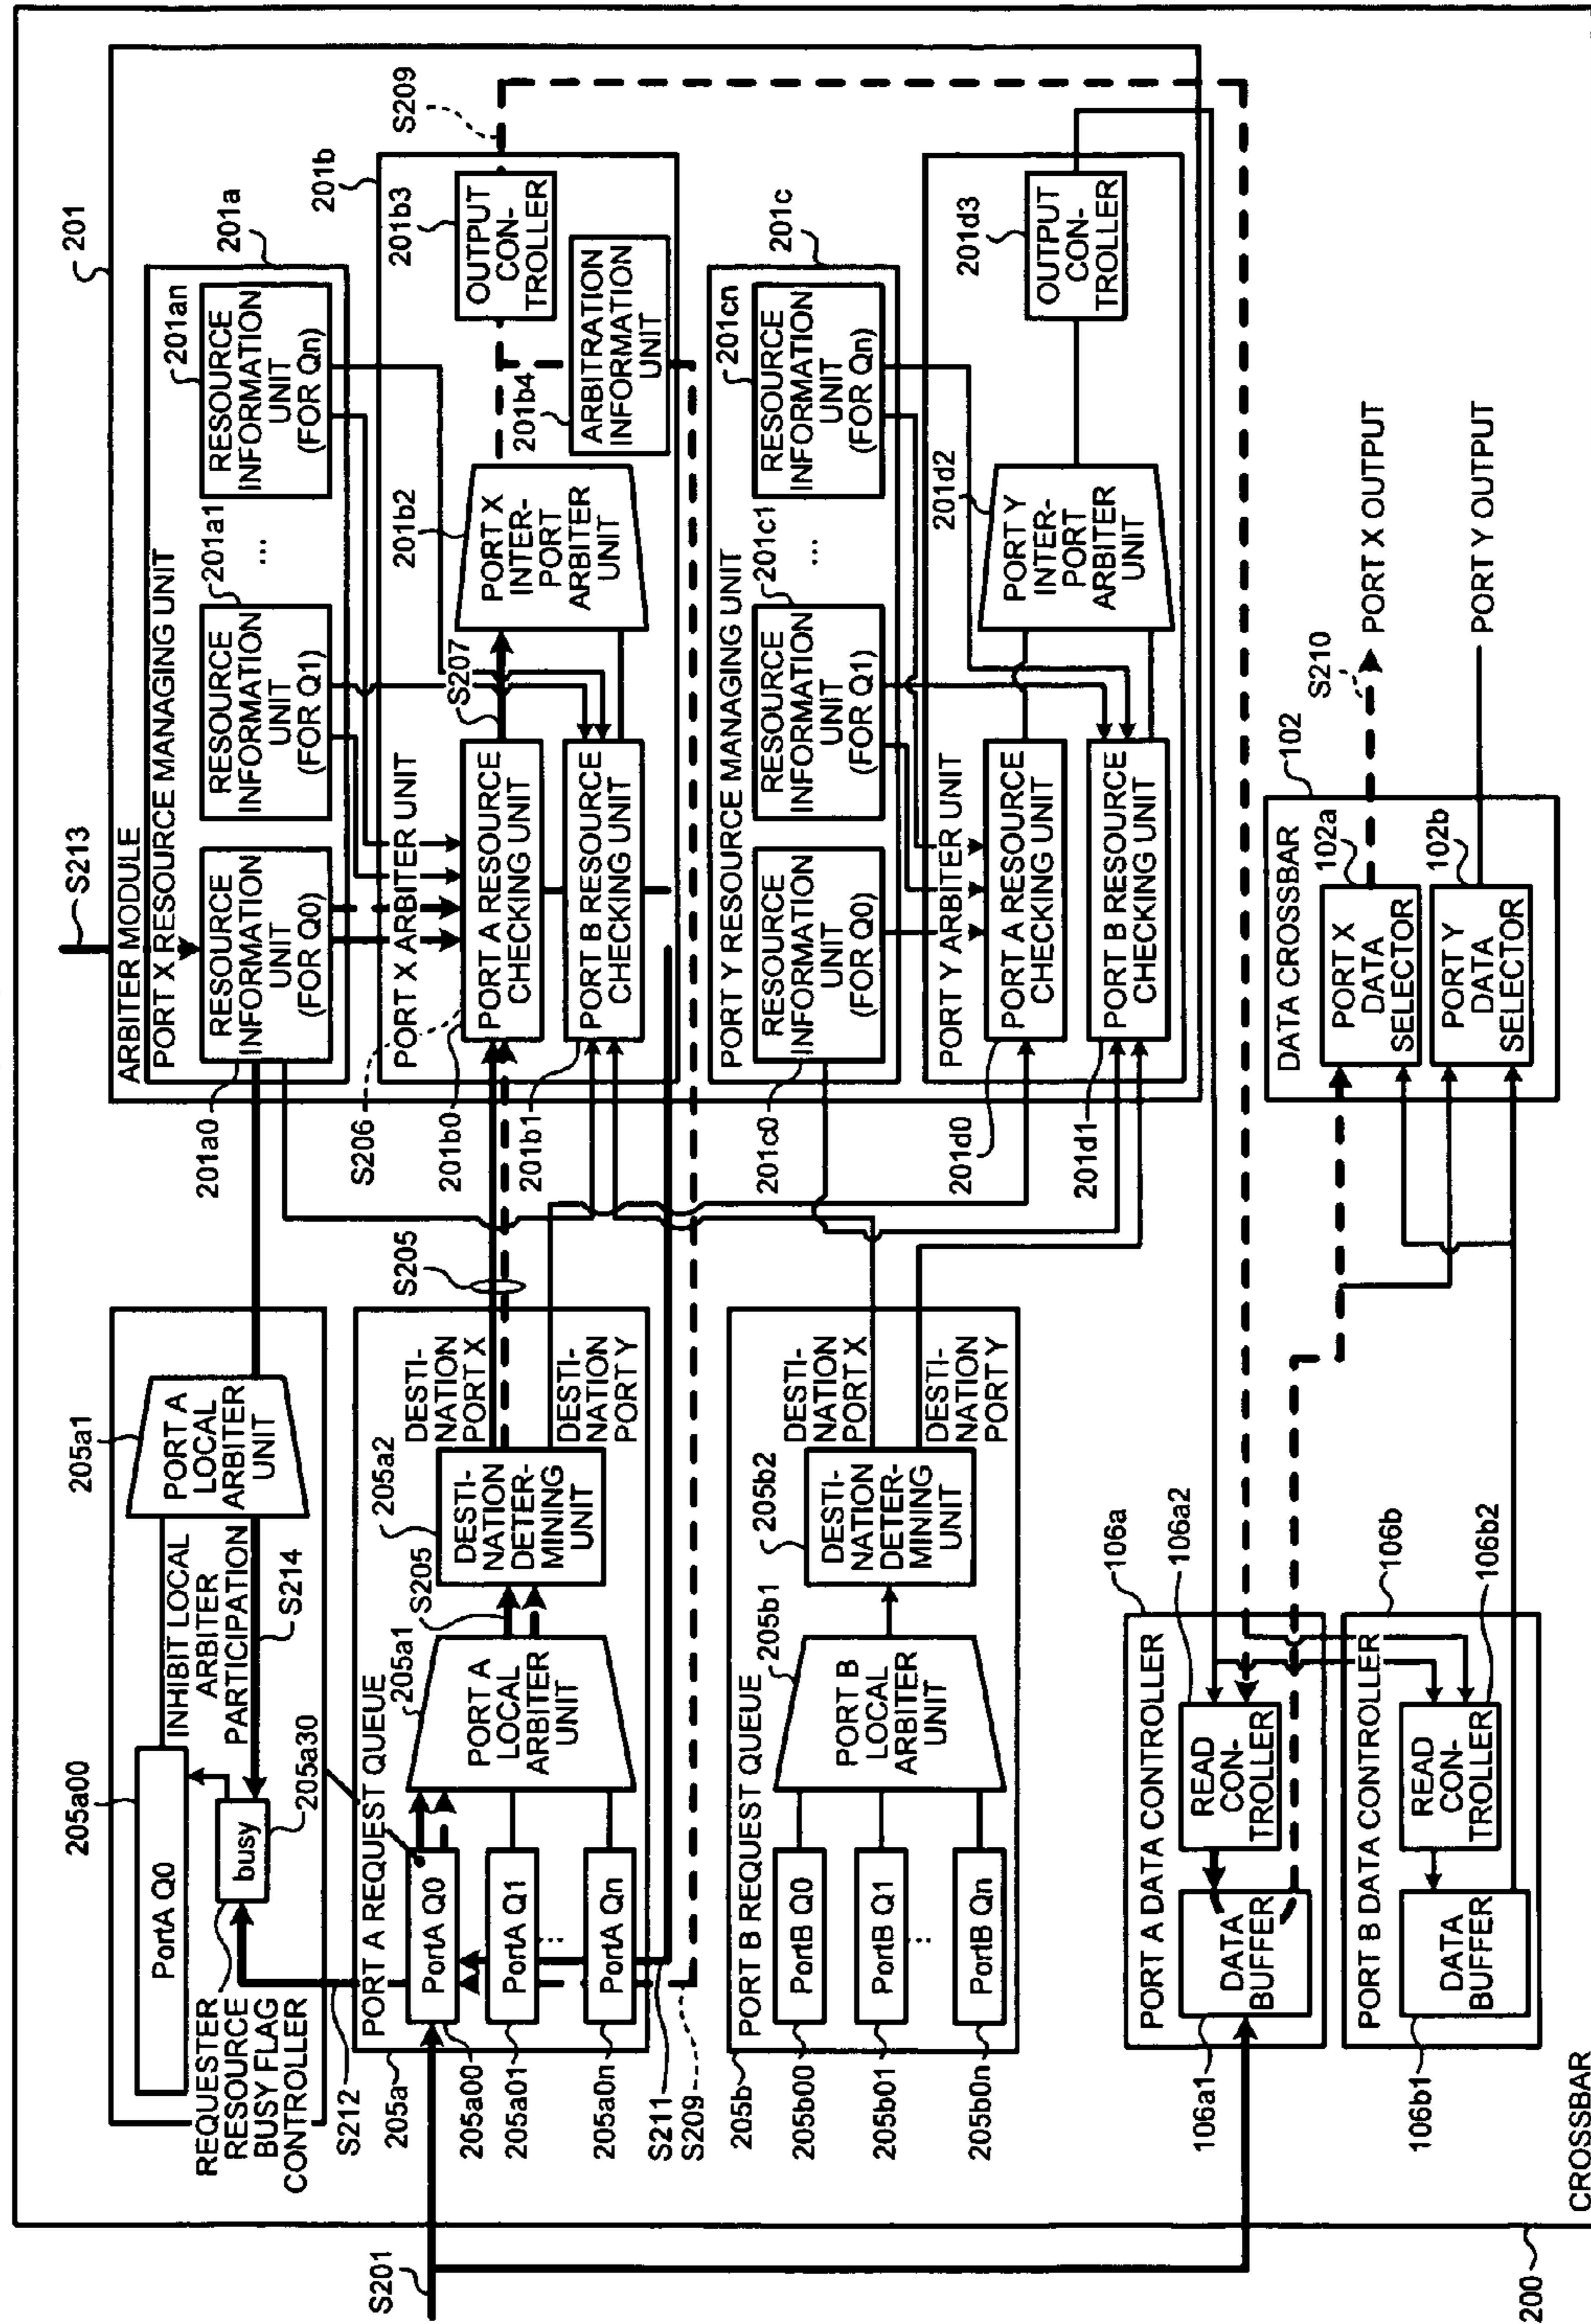 S213
201
ARBITER MODULE
PORT X RESOURCE MANAGING UNIT
201a
201a0
RESOURCE
INFORMATION
UNIT
(FOR Q0)
201a1
RESOURCE
INFORMATION
UNIT
(FOR Q1)
...
201an
RESOURCE
INFORMATION
UNIT
(FOR Qn)
201b
PORT X ARBITER UNIT
S206
201b0
PORT A RESOURCE
CHECKING UNIT
201b1
PORT B RESOURCE
CHECKING UNIT
S207
201b2
PORT X
INTER-
PORT
ARBITER
UNIT
201b3
OUTPUT
CON-
TROLLER
201b4
ARBITRATION
INFORMATION
UNIT
S209
201c
PORT Y RESOURCE MANAGING UNIT
201c0
RESOURCE
INFORMATION
UNIT
(FOR Q0)
201c1
RESOURCE
INFORMATION
UNIT
(FOR Q1)
...
201cn
RESOURCE
INFORMATION
UNIT
(FOR Qn)
PORT Y ARBITER UNIT
201d0
PORT A RESOURCE
CHECKING UNIT
201d1
PORT B RESOURCE
CHECKING UNIT
201d2
PORT Y
INTER-
PORT
ARBITER
UNIT
201d3
OUTPUT
CON-
TROLLER
205a00
PortA Q0
INHIBIT LOCAL
ARBITER
PARTICIPATION
205a1
PORT A
LOCAL
ARBITER
UNIT
S214
busy
205a30
REQUESTER
RESOURCE
BUSY FLAG
CONTROLLER
S212
205a
PORT A REQUEST QUEUE
205a00
PortA Q0
205a01
PortA Q1
...
205a0n
PortA Qn
205a1
PORT A
LOCAL
ARBITER
UNIT
S205
205a2
DESTI-
NATION
DETER-
MINING
UNIT
DESTI-
NATION
PORT X
DESTI-
NATION
PORT Y
S205
S211
S209
205b
PORT B REQUEST QUEUE
205b00
PortB Q0
205b01
PortB Q1
...
205b0n
PortB Qn
205b1
PORT B
LOCAL
ARBITER
UNIT
205b2
DESTI-
NATION
DETER-
MINING
UNIT
DESTI-
NATION
PORT X
DESTI-
NATION
PORT Y
S201
106a
PORT A DATA CONTROLLER
106a1
DATA
BUFFER
106a2
READ
CON-
TROLLER
106b
PORT B DATA CONTROLLER
106b1
DATA
BUFFER
106b2
READ
CON-
TROLLER
102
DATA CROSSBAR
102a
PORT X
DATA
SELECTOR
102b
PORT Y
DATA
SELECTOR
S210
PORT X OUTPUT
PORT Y OUTPUT
200
CROSSBAR